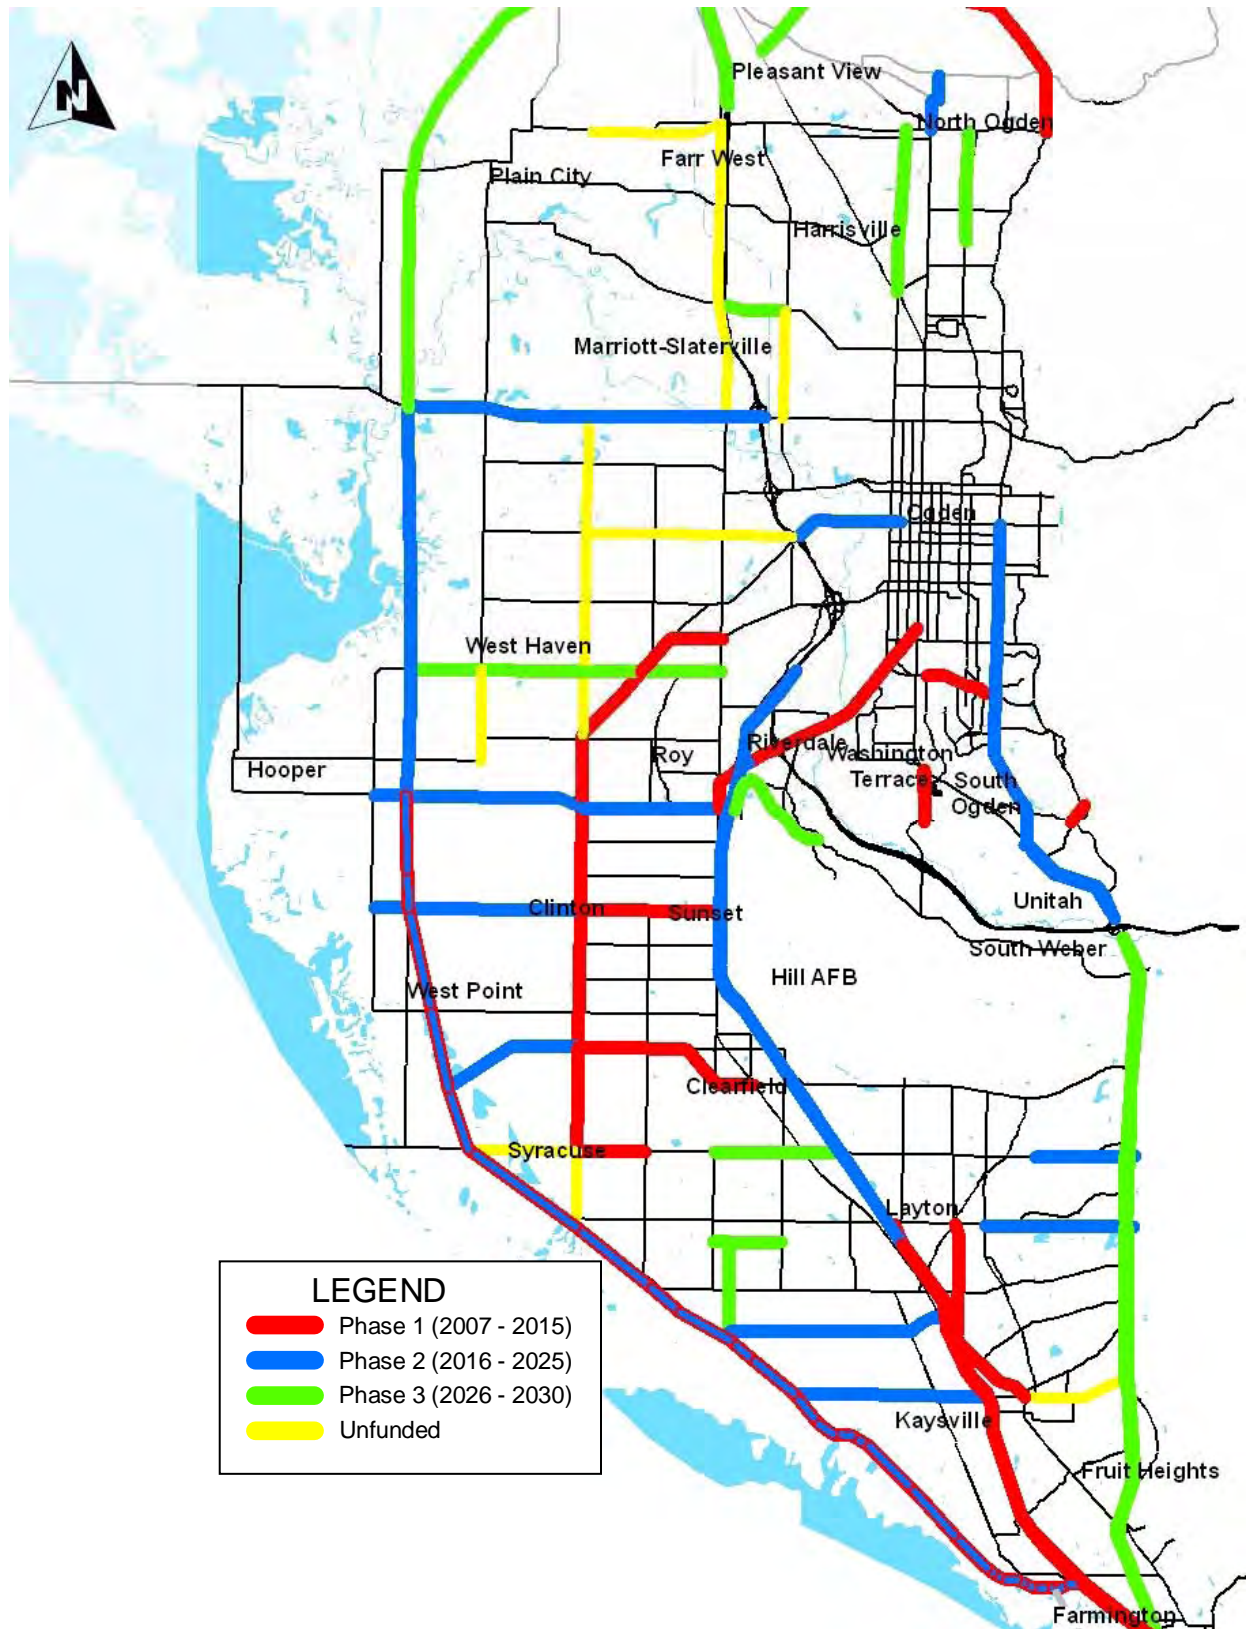 N
Pleasant View
North Ogden
Farr West
Plain City
Harrisville
Marriott-Slaterville
Ogden
West Haven
Riverdale
Roy
Washington
Terrace
South
Ogden
Hooper
Unitah
Clinton
Sunset
South Weber
Hill AFB
West Point
Clearfield
Syracuse
Layton
LEGEND
Phase 1 (2007 - 2015)
Phase 2 (2016 - 2025)
Phase 3 (2026 - 2030)
Unfunded
Kaysville
Fruit Heights
Farmington